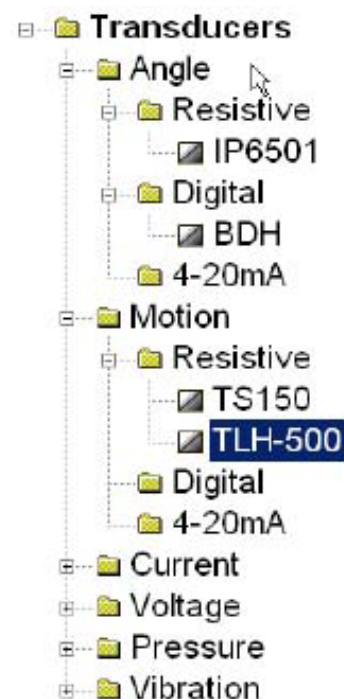 Transducers
Angle
Resistive
IP6501
Digital
BDH
4-20mA
Motion
Resistive
TS150
TLH-500
Digital
4-20mA
Current
Voltage
Pressure
Vibration